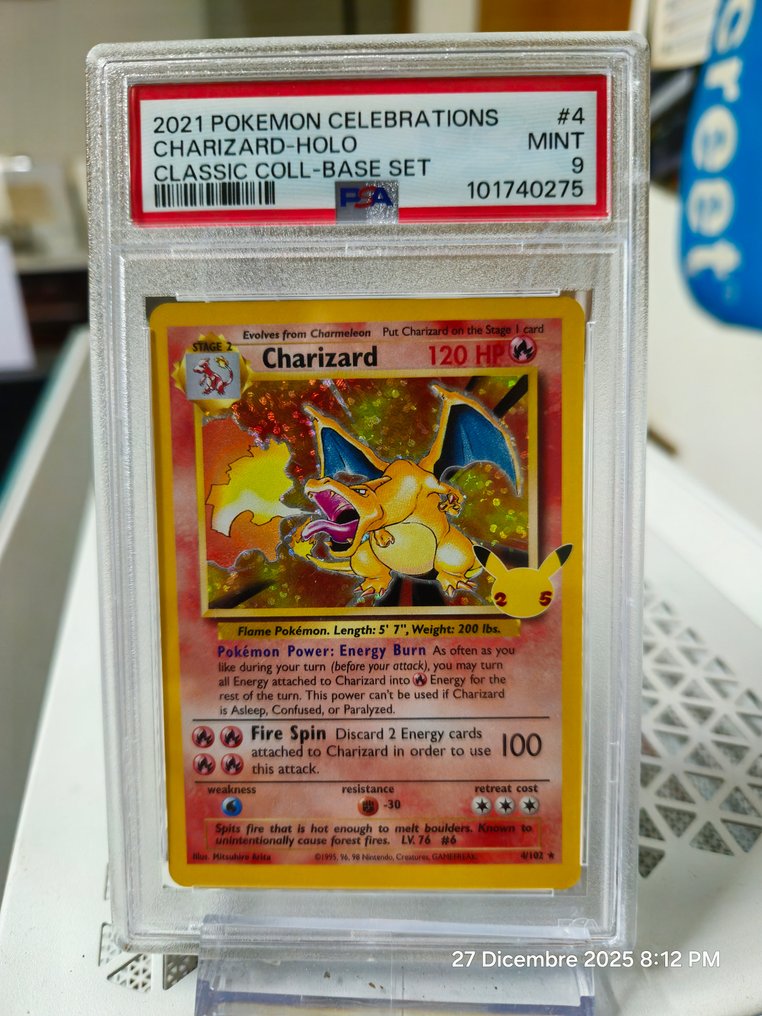 2021 POKEMON CELEBRATIONS #4
CHARIZARD-HOLO MINT
CLASSIC COLL-BASE SET 9
PSA 101740275
creet
Evolves from Charmeleon Put Charizard on the Stage 1 card
STAGE 2 Charizard 120 HP
2 5
Flame Pokémon. Length: 5' 7", Weight: 200 lbs.
Pokémon Power: Energy Burn As often as you
like during your turn (before your attack), you may turn
all Energy attached to Charizard into Energy for the
rest of the turn. This power can't be used if Charizard
is Asleep, Confused, or Paralyzed.
Fire Spin Discard 2 Energy cards
attached to Charizard in order to use 100
this attack.
weakness resistance retreat cost
-30
Spits fire that is hot enough to melt boulders. Known to
unintentionally cause forest fires. LV. 76 #6
Illus. Mitsuhiro Arita ©1995, 96, 98 Nintendo, Creatures, GAMEFREAK. 4/102 ★
27 Dicembre 2025 8:12 PM